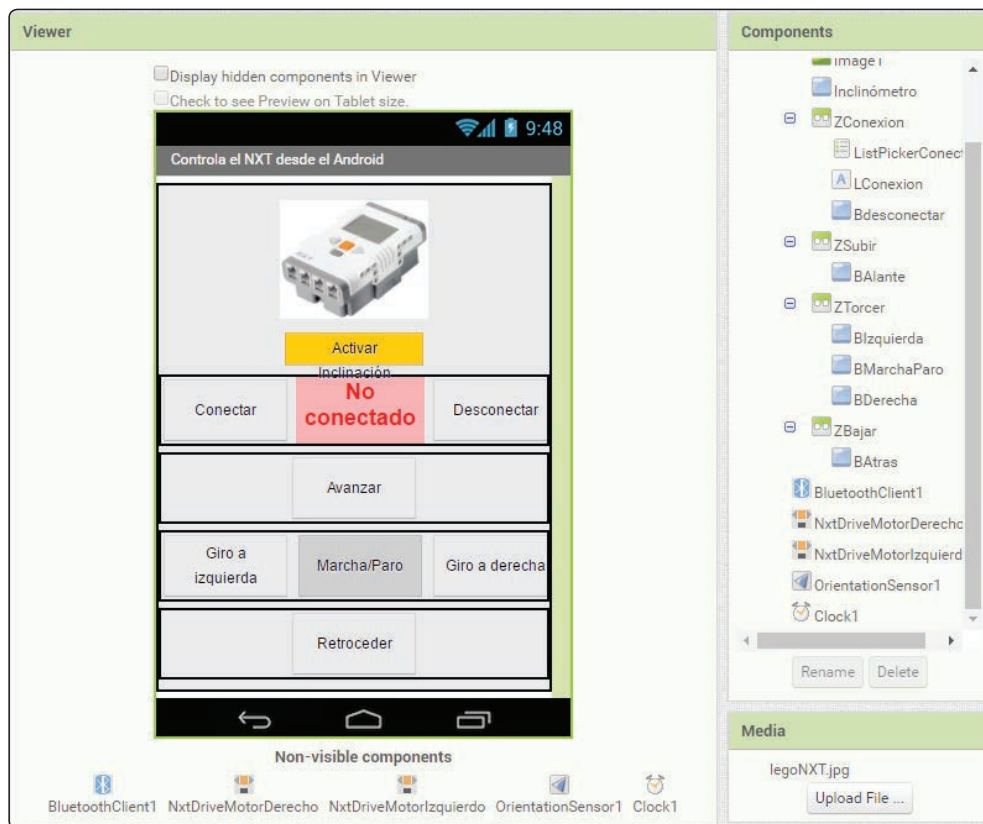 Viewer
Display hidden components in Viewer
Check to see Preview on Tablet size.
9:48
Controla el NXT desde el Android
Activar
Inclinación
Conectar
No
conectado
Desconectar
Avanzar
Giro a
izquierda
Marcha/Paro
Giro a derecha
Retroceder
Non-visible components
BluetoothClient1 NxtDriveMotorDerecho NxtDriveMotorIzquierdo OrientationSensor1 Clock1
Components
Image1
Inclinómetro
ZConexion
ListPickerConect
LConexion
Bdesconectar
ZSubir
BAlante
ZTorcer
BIzquierda
BMarchaParo
BDerecha
ZBajar
BAtras
BluetoothClient1
NxtDriveMotorDerecho
NxtDriveMotorIzquierd
OrientationSensor1
Clock1
Rename Delete
Media
legoNXT.jpg
Upload File ...